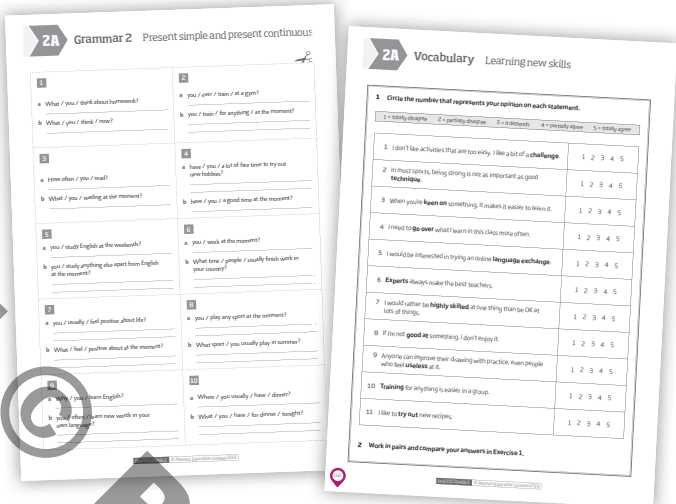 2A Grammar 2 Present simple and present continuous
1
a What / you / think about homework?
b What / you / think / now?
2
a you / ever / train / at a gym?
b you / train / for anything / at the moment?
3
a How often / you / read?
b What / you / reading at the moment?
4
a have / you / a lot of free time to try out
new hobbies?
b have / you / a good time at the moment?
5
a you / study English at the weekends?
b you / study anything else apart from English
at the moment?
6
a you / work at the moment?
b What time / people / usually finish work in
your country?
7
a you / usually / feel positive about life?
b What / feel / positive about at the moment?
8
a you / play any sport at the moment?
b What sport / you usually play in summer?
9
a Why / you / learn English?
b you / often / learn new words in your
own language?
10
a Where / you usually / have / dinner?
b What / you / have / for dinner / tonight?
© Pearson Education Limited
2A Vocabulary Learning new skills
1 Circle the number that represents your opinion on each statement.
1 = totally disagree 2 = partially disagree 3 = it depends 4 = partially agree 5 = totally agree
1 I don't like activities that are too easy. I like a bit of a challenge. 1 2 3 4 5
2 In most sports, being strong is not as important as good
technique. 1 2 3 4 5
3 When you're keen on something, it makes it easier to learn it. 1 2 3 4 5
4 I need to go over what I learn in this class more often. 1 2 3 4 5
5 I would be interested in trying an online language exchange. 1 2 3 4 5
6 Experts always make the best teachers. 1 2 3 4 5
7 I would rather be highly skilled at one thing than be OK at
lots of things. 1 2 3 4 5
8 If I'm not good at something, I don't enjoy it. 1 2 3 4 5
9 Anyone can improve their drawing with practice, even people
who feel useless at it. 1 2 3 4 5
10 Training for anything is easier in a group. 1 2 3 4 5
11 I like to try out new recipes. 1 2 3 4 5
2 Work in pairs and compare your answers in Exercise 1.
© Pearson Education Limited